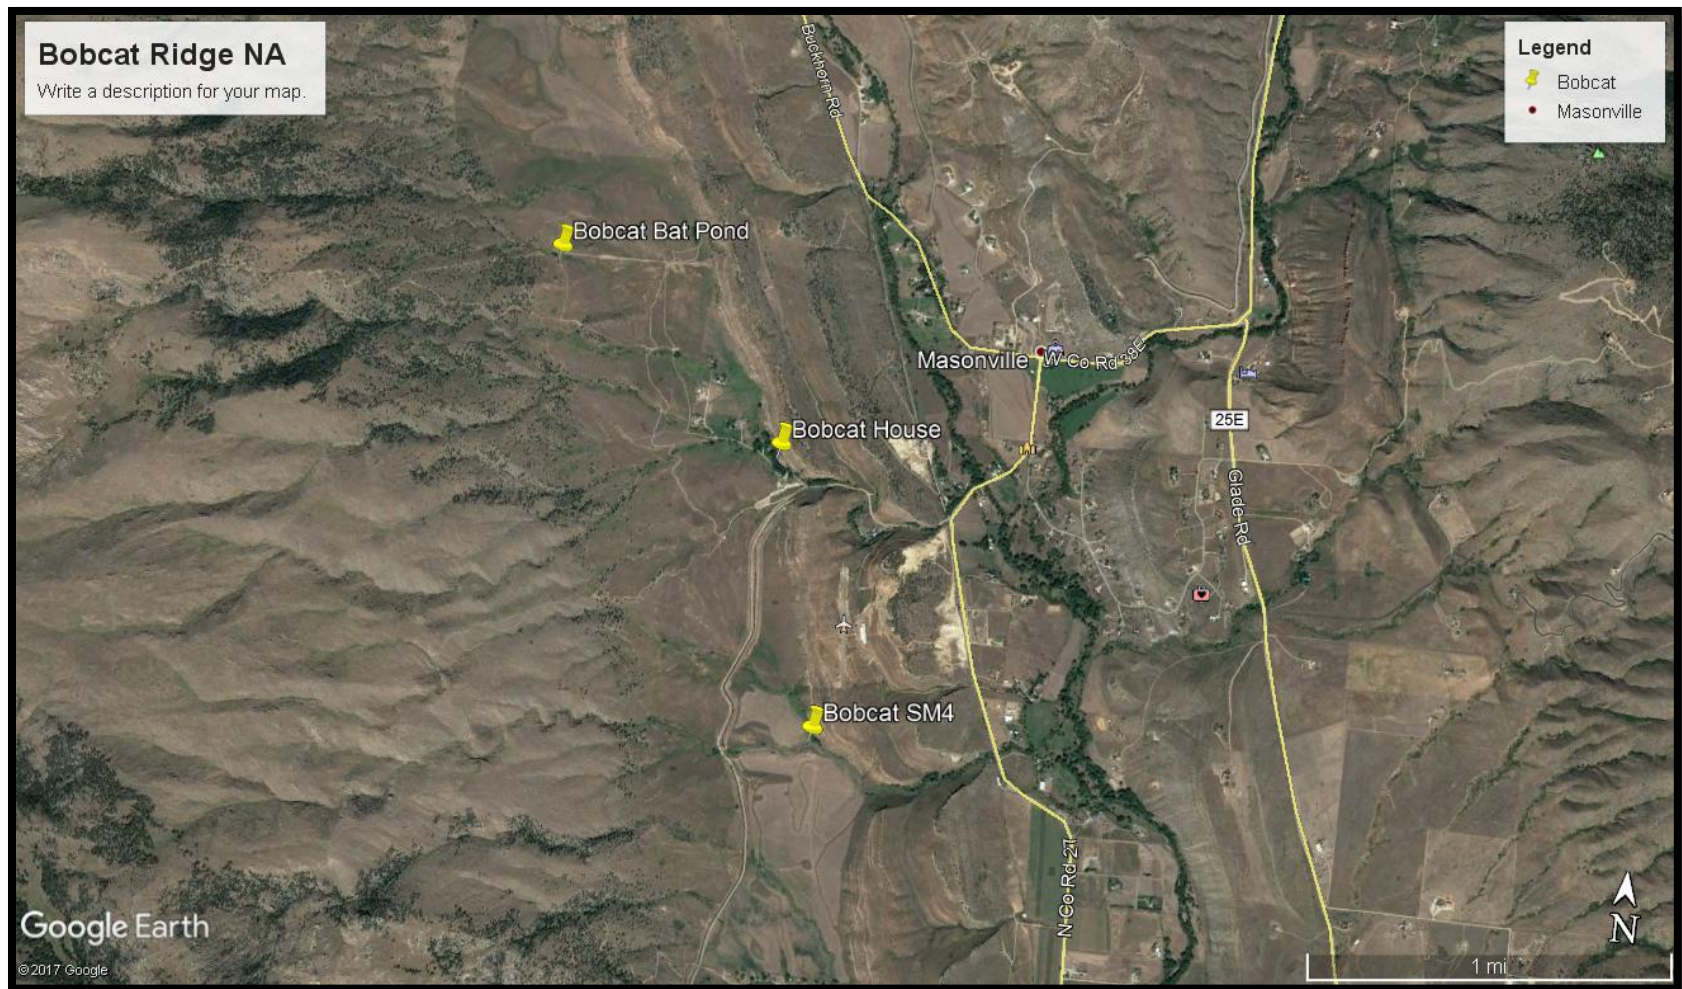 Bobcat Ridge NA
Write a description for your map.
Legend
Bobcat
Masonville
Buckhorn Rd
Bobcat Bat Pond
Masonville
W Co Rd 38E
25E
Bobcat House
Glade Rd
Bobcat SM4
N Co Rd 27
Google Earth
©2017 Google
N
1 mi